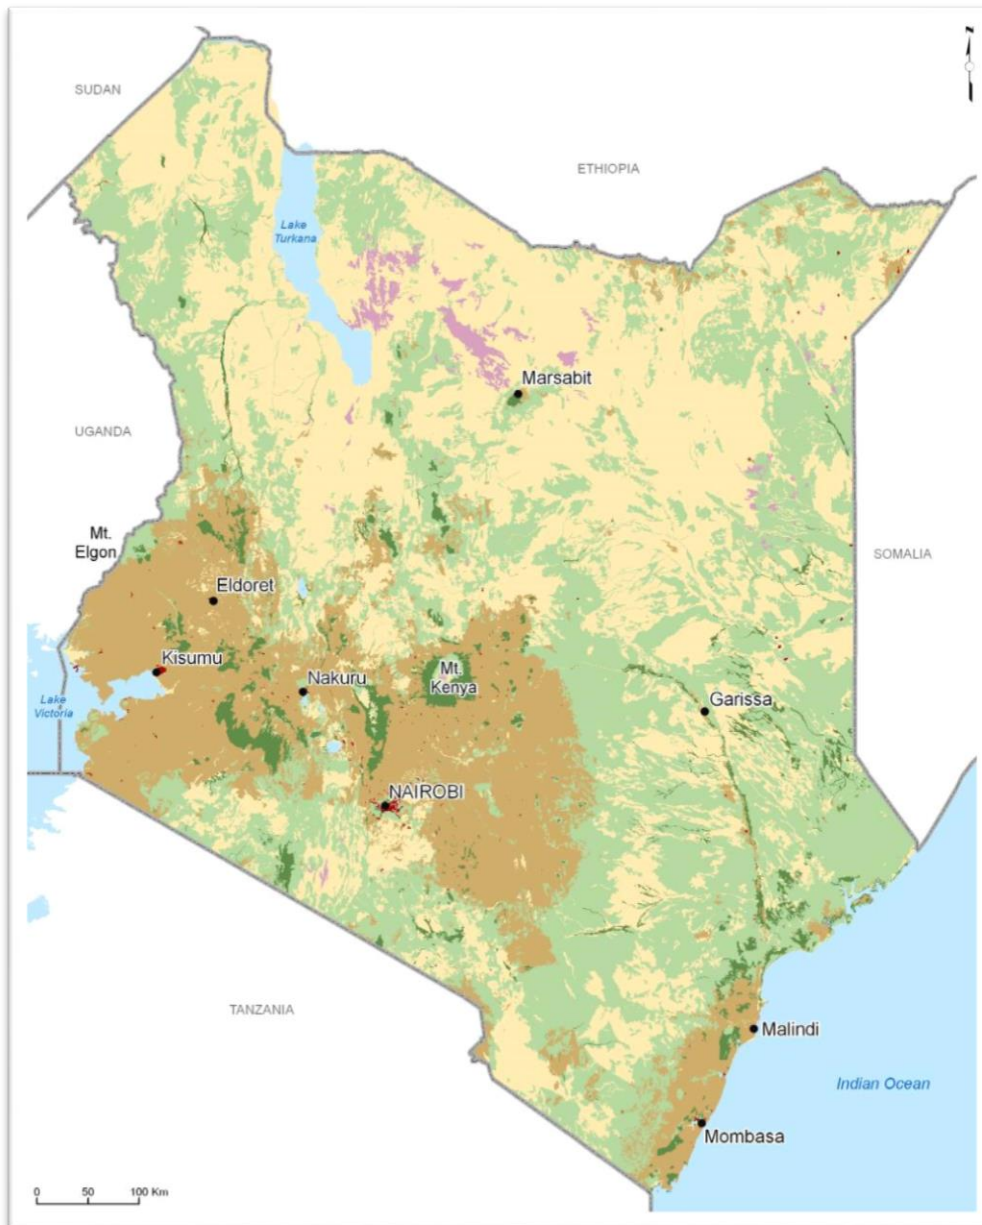 N
SUDAN
ETHIOPIA
Lake
Turkana
Marsabit
UGANDA
Mt.
Elgon
SOMALIA
Eldoret
Kisumu
Mt.
Kenya
Nakuru
Garissa
Lake
Victoria
NAIROBI
TANZANIA
Malindi
Indian Ocean
Mombasa
0 50 100 Km